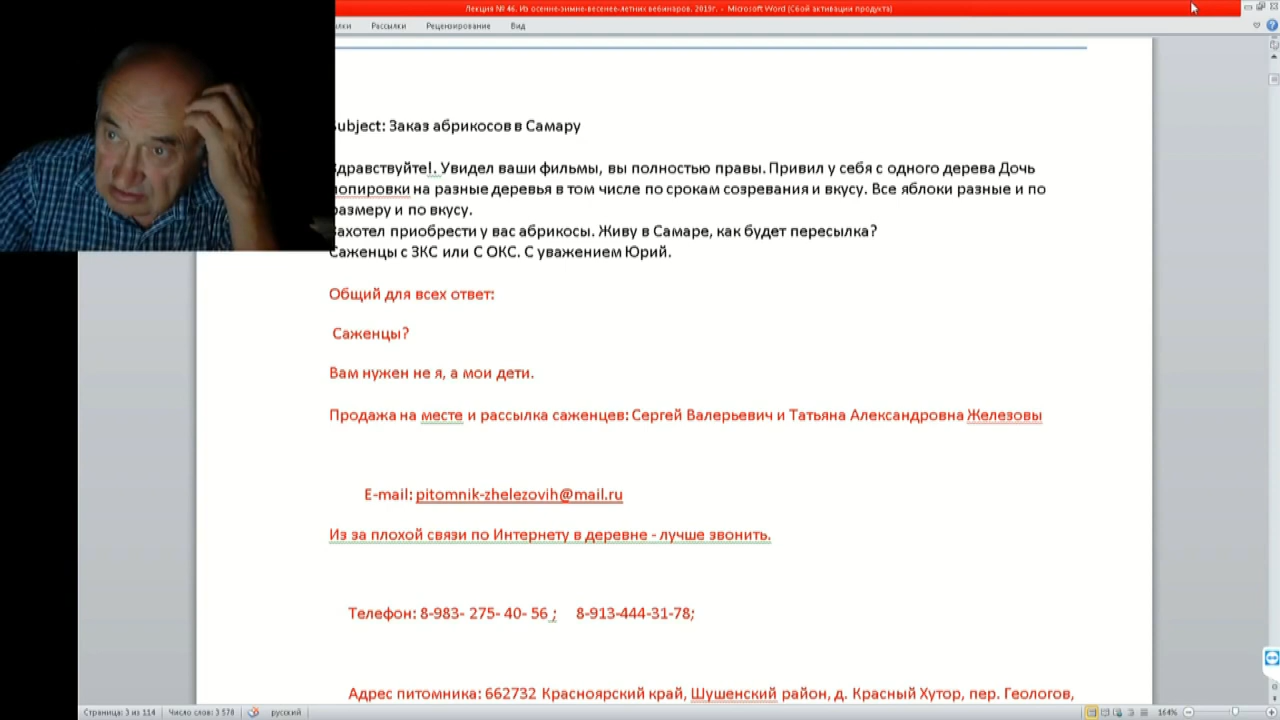 Лекция № 46. Из осенне-зимне-весенее-летних вебинаров. 2019г. - Microsoft Word (Сбой активации продукта)
Рассылки Рецензирование Вид
Subject: Заказ абрикосов в Самару
Здравствуйте!. Увидел ваши фильмы, вы полностью правы. Привил у себя с одного дерева Дочь
на разные деревья в том числе по срокам созревания и вкусу. Все яблоки разные и по
размеру и по вкусу.
Захотел приобрести у вас абрикосы. Живу в Самаре, как будет пересылка?
Саженцы с ЗКС или С ОКС. С уважением Юрий.
Общий для всех ответ:
Саженцы?
Вам нужен не я, а мои дети.
Продажа на месте и рассылка саженцев: Сергей Валерьевич и Татьяна Александровна Железовы
E-mail: pitomnik-zhelezovih@mail.ru
Из за плохой связи по Интернету в деревне - лучше звонить.
Телефон: 8-983- 275- 40- 56 ; 8-913-444-31-78;
Адрес питомника: 662732 Красноярский край, Шушенский район, д. Красный Хутор, пер. Геологов,
Страница: 3 из 114 Число слов: 3 578 русский 164%